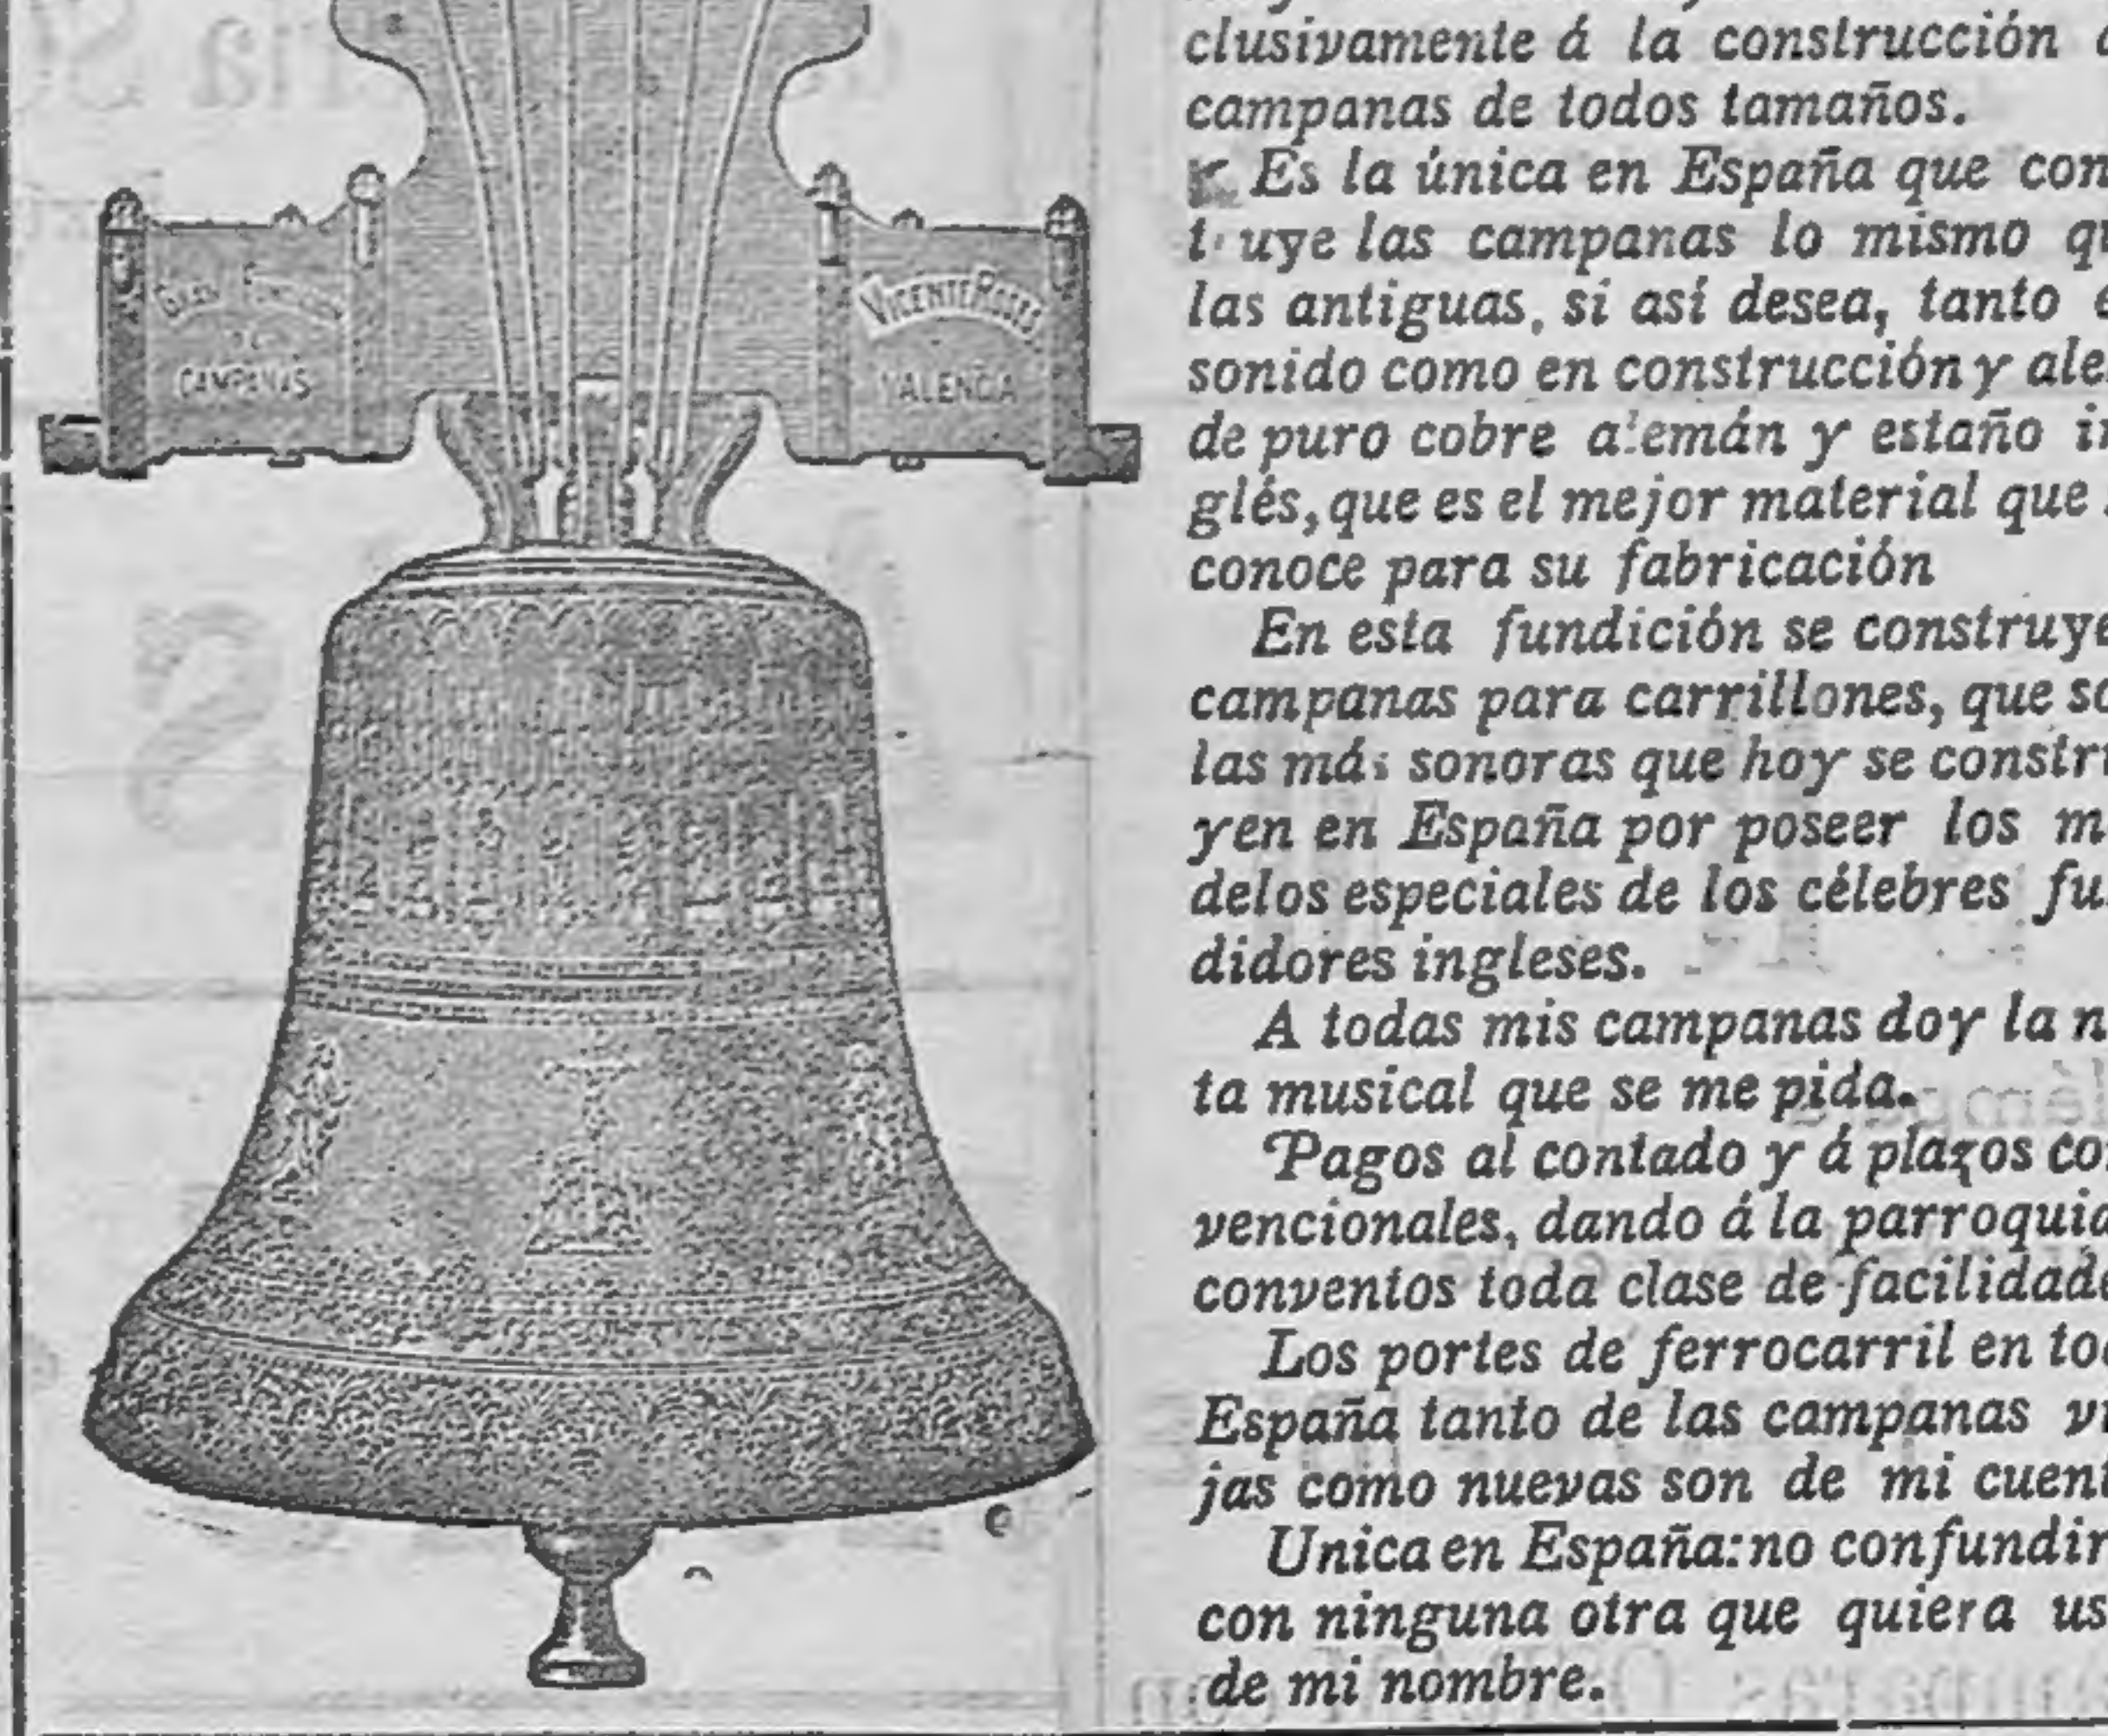 GRAN FUNDICION
DE
CAMPANAS
VICENTE ROSES
VALENCIA
clusivamente á la construcción
campanas de todos tamaños.
Es la única en España que con
t uye las campanas lo mismo qu
las antiguas, si así desea, tanto e
sonido como en construcción y ale
de puro cobre alemán y estaño in
glés, que es el mejor material que
conoce para su fabricación
En esta fundición se construye
campanas para carrillones, que so
las más sonoras que hoy se constru
yen en España por poseer los m
delos especiales de los célebres fu
didores ingleses.
A todas mis campanas doy la n
ta musical que se me pida.
Pagos al contado y á plazos co
vencionales, dando á la parroquia
conventos toda clase de facilidade
Los portes de ferrocarril en to
España tanto de las campanas vi
jas como nuevas son de mi cuent
Unica en España: no confundir
con ninguna otra que quiera us
de mi nombre.